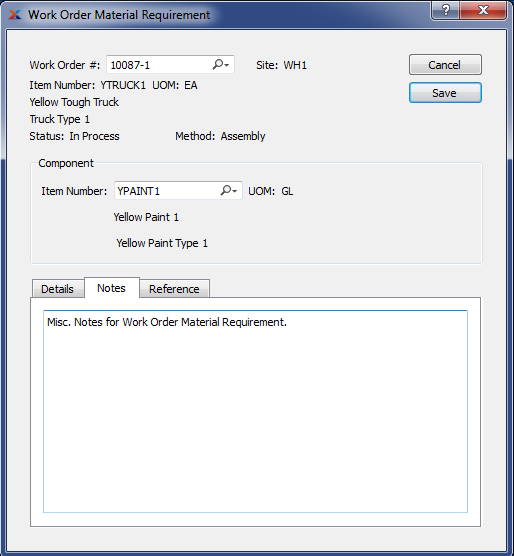 Work Order Material Requirement
Work Order #: 10087-1 Site: WH1 Cancel
Item Number: YTRUCK1 UOM: EA
Save
Yellow Tough Truck
Truck Type 1
Status: In Process Method: Assembly
Component
Item Number: YPAINT1 UOM: GL
Yellow Paint 1
Yellow Paint Type 1
Details Notes Reference
Misc. Notes for Work Order Material Requirement.